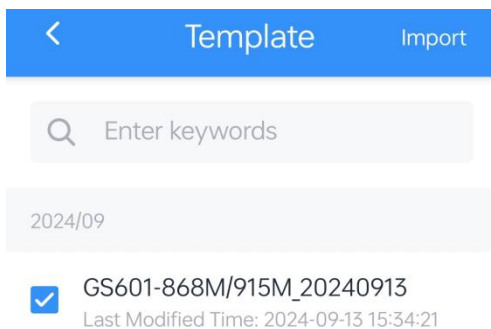 Template
Import
Enter keywords
2024/09
GS601-868M/915M_20240913
Last Modified Time: 2024-09-13 15:34:21